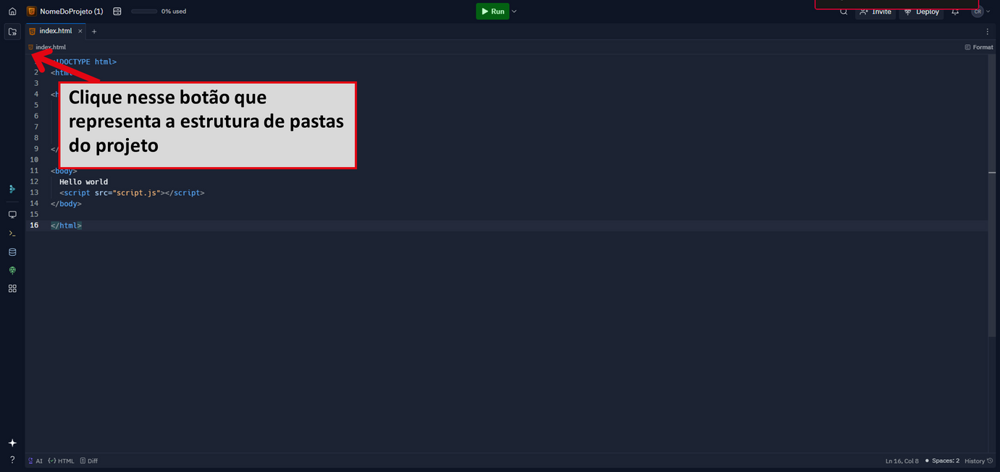 NomeDoProjeto (1) 0% used Run Invite Deploy CR
index.html × +
index.html Format
!DOCTYPE html>
2 <html
3
4 <h
5
6
7
8
9 </
10
11 <body>
12 Hello world
13 <script src="script.js"></script>
14 </body>
15
16 </html>
Clique nesse botão que
representa a estrutura de pastas
do projeto
AI {✓} HTML Diff Ln 16, Col 8 • Spaces: 2 History
?